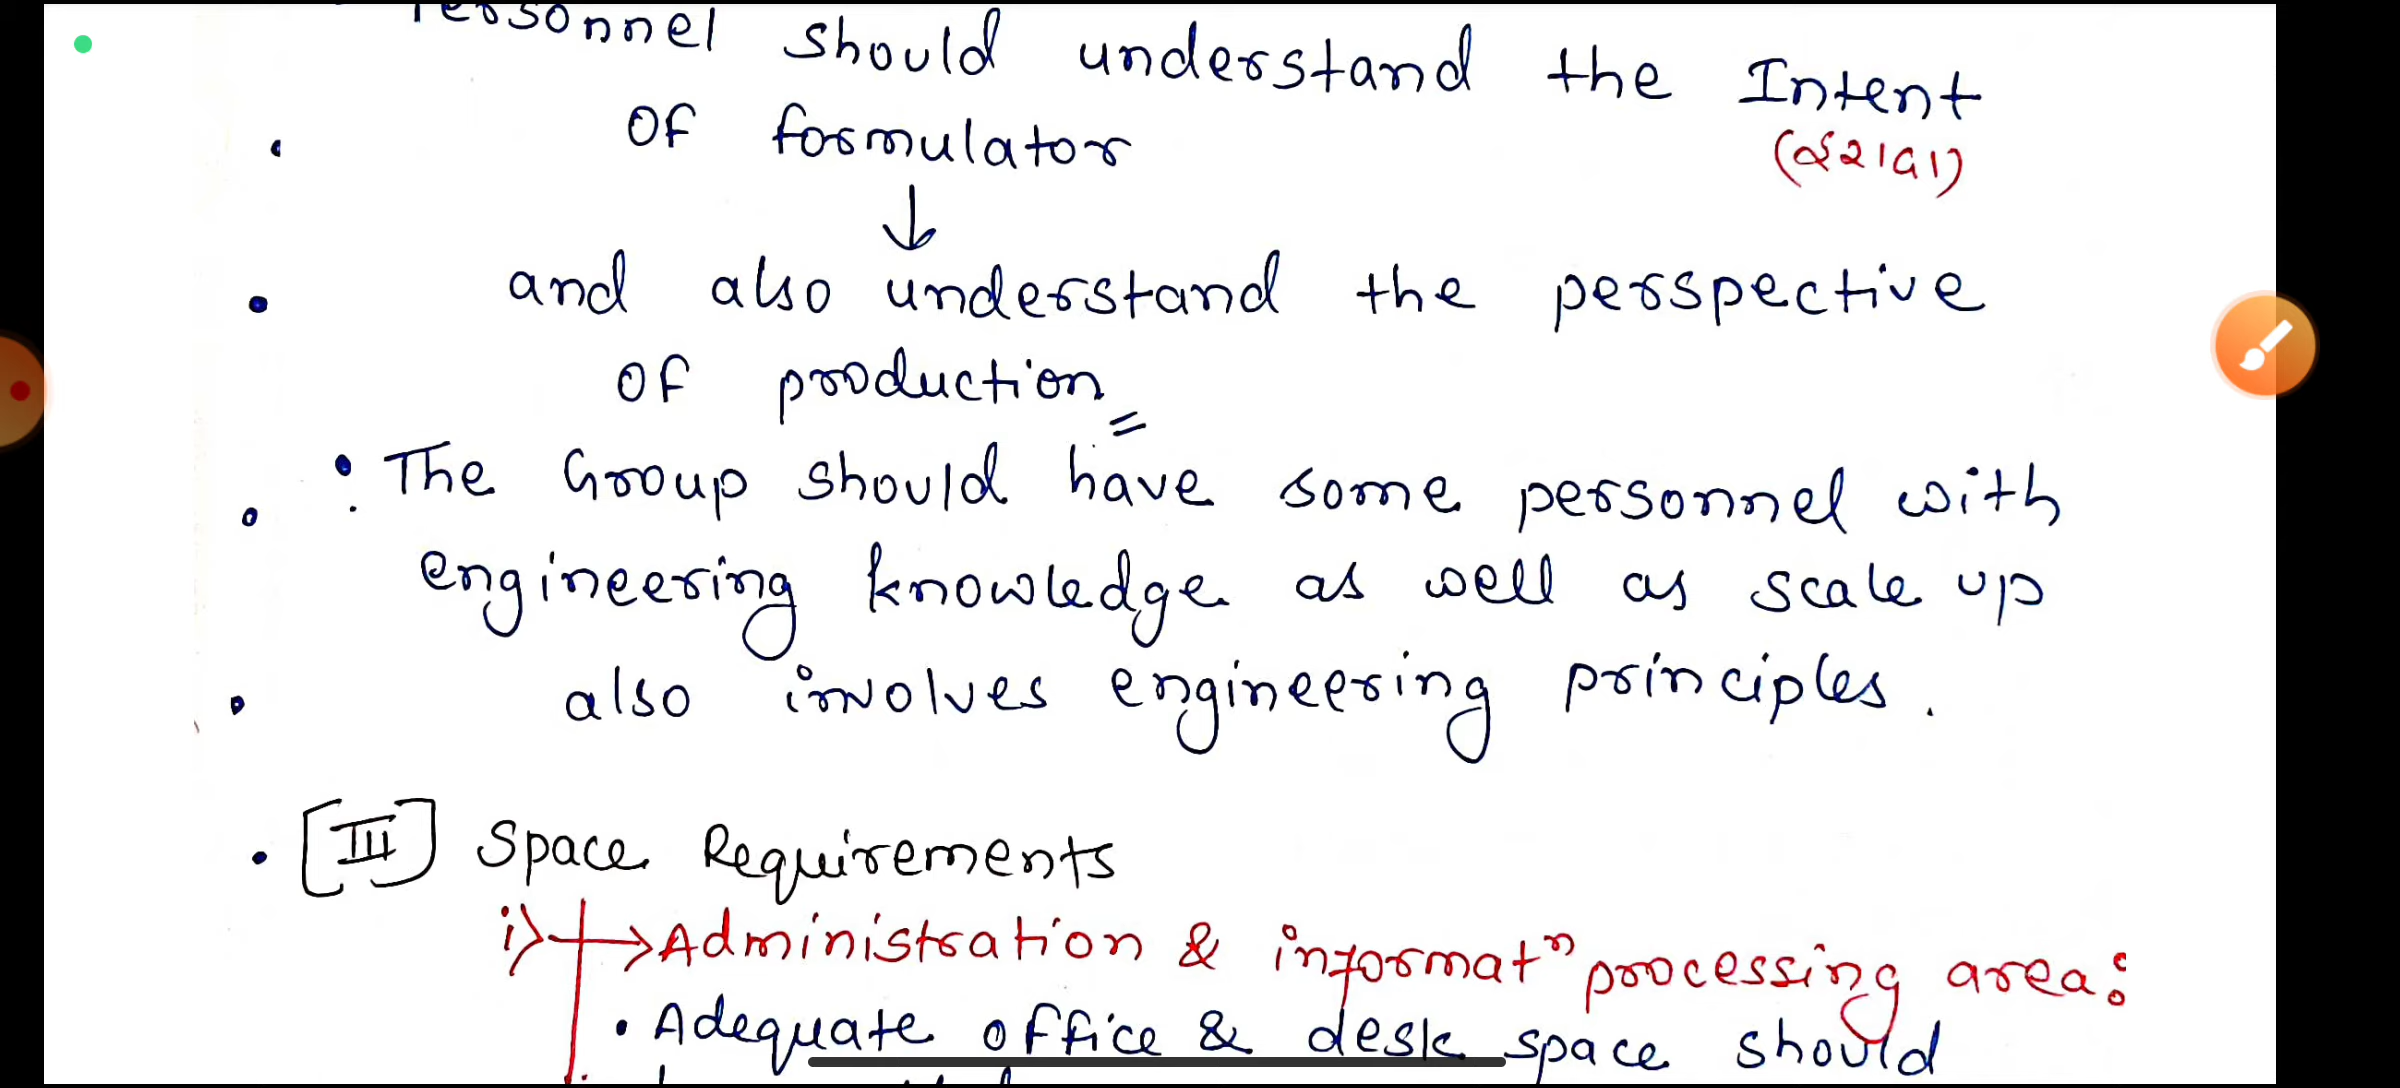 Personnel should understand the Intent
of formulator
(इरादा)
↓
and also understand the perspective
of production
• The Group should have some personnel with
engineering knowledge as well as scale up
also involves engineering principles.
• [III] Space Requirements
i) → Administration & informatⁿ processing area:
• Adequate office & desk space should